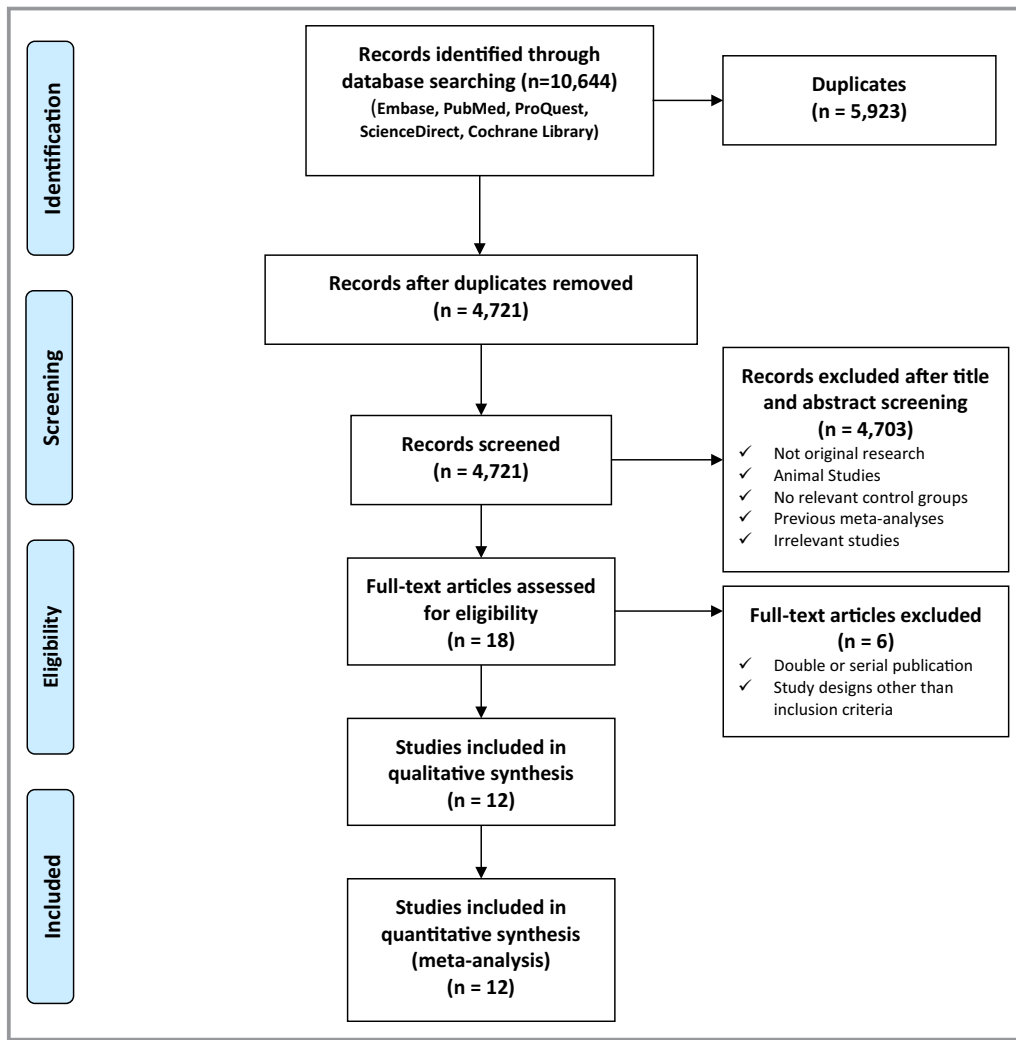 Identification
Records identified through
database searching (n=10,644)
(Embase, PubMed, ProQuest,
ScienceDirect, Cochrane Library)
Duplicates
(n = 5,923)
Records after duplicates removed
(n = 4,721)
Screening
Records screened
(n = 4,721)
Records excluded after title
and abstract screening
(n = 4,703)
✓ Not original research
✓ Animal Studies
✓ No relevant control groups
✓ Previous meta-analyses
✓ Irrelevant studies
Eligibility
Full-text articles assessed
for eligibility
(n = 18)
Full-text articles excluded
(n = 6)
✓ Double or serial publication
✓ Study designs other than
inclusion criteria
Studies included in
qualitative synthesis
(n = 12)
Included
Studies included in
quantitative synthesis
(meta-analysis)
(n = 12)